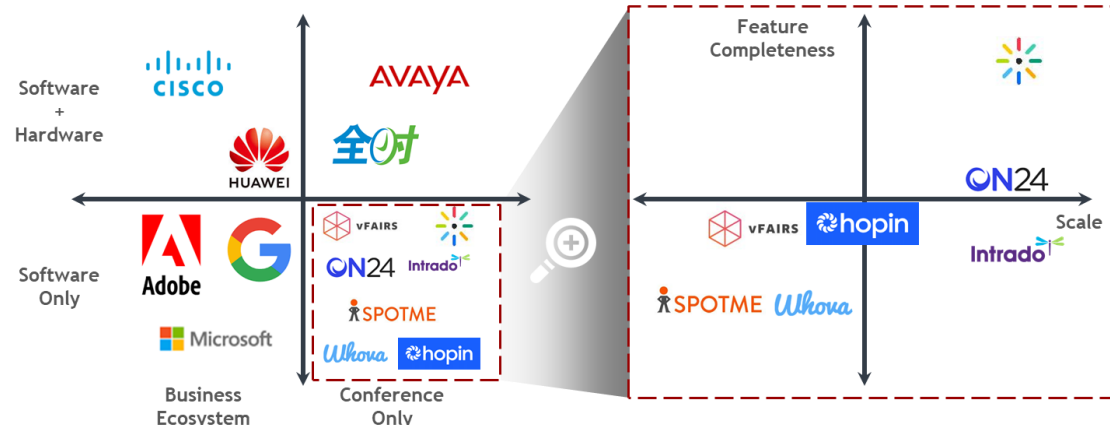 Software
+
Hardware
CISCO
AVAYA
HUAWEI
全时
Adobe
Google
Software
Only
Microsoft
vFAIRS
ON24
Intrado
SPOTME
Whova
hopin
Business
Ecosystem
Conference
Only
Feature
Completeness
ON24
Scale
vFAIRS
hopin
Intrado
SPOTME
Whova